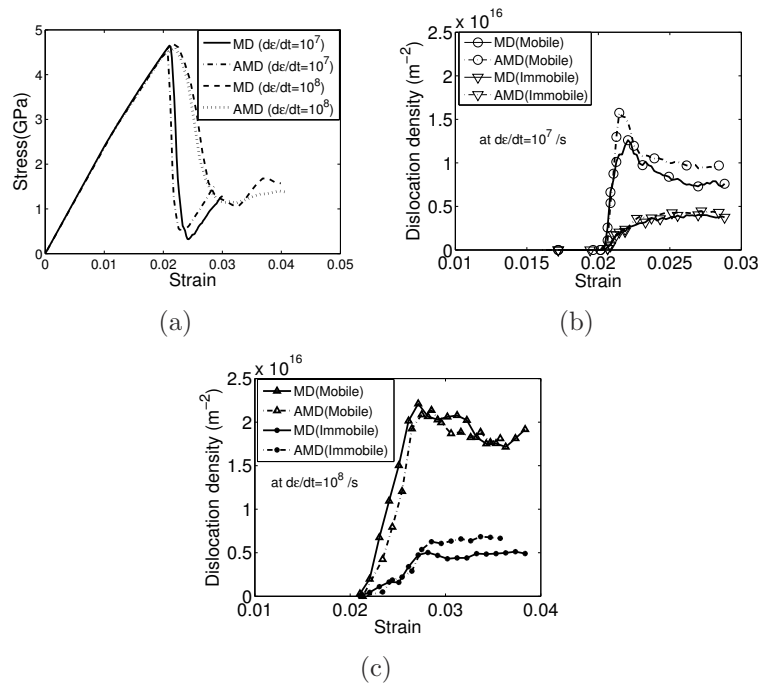 5
4
3
2
1
0
0
0.01
0.02
0.03
0.04
0.05
Stress(GPa)
Strain
MD (dε/dt=10⁷)
AMD (dε/dt=10⁷)
MD (dε/dt=10⁸)
AMD (dε/dt=10⁸)
(a)
x 10¹⁶
2.5
2
1.5
1
0.5
0
0.01
0.015
0.02
0.025
0.03
Dislocation density (m⁻²)
Strain
MD(Mobile)
AMD(Mobile)
MD(Immobile)
AMD(Immobile)
at dε/dt=10⁷/s
(b)
x 10¹⁶
2.5
2
1.5
1
0.5
0
0.01
0.02
0.03
0.04
Dislocation density (m⁻²)
Strain
MD(Mobile)
AMD(Mobile)
MD(Immobile)
AMD(Immobile)
at dε/dt=10⁸ /s
(c)